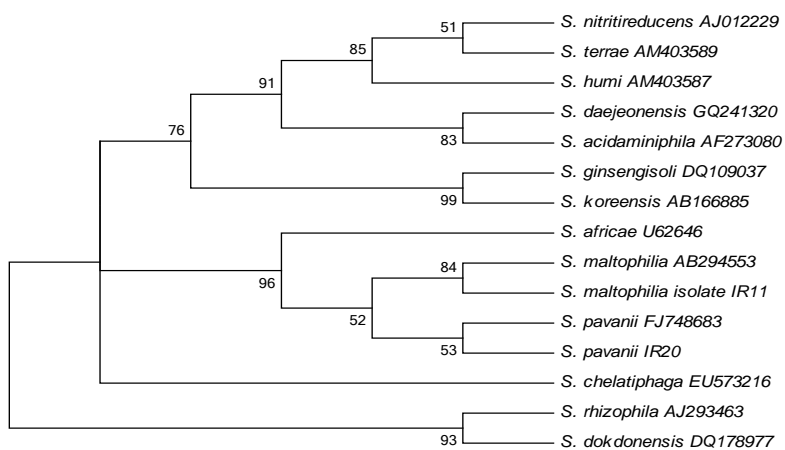 51
S. nitritireducens AJ012229
S. terrae AM403589
85
S. humi AM403587
91
S. daejeonensis GQ241320
83
S. acidaminiphila AF273080
76
S. ginsengisoli DQ109037
99
S. koreensis AB166885
S. africae U62646
96
84
S. maltophilia AB294553
S. maltophilia isolate IR11
52
S. pavanii FJ748683
53
S. pavanii IR20
S. chelatiphaga EU573216
S. rhizophila AJ293463
93
S. dokdonensis DQ178977